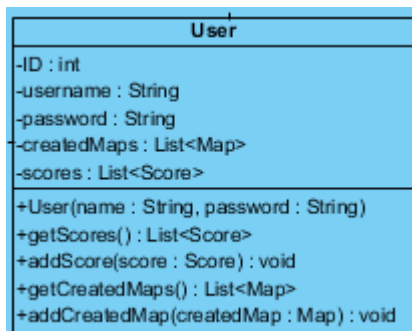 User
-ID : int
-username : String
-password : String
-createdMaps : List<Map>
-scores : List<Score>
+User(name : String, password : String)
+getScores() : List<Score>
+addScore(score : Score) : void
+getCreatedMaps() : List<Map>
+addCreatedMap(createdMap : Map) : void